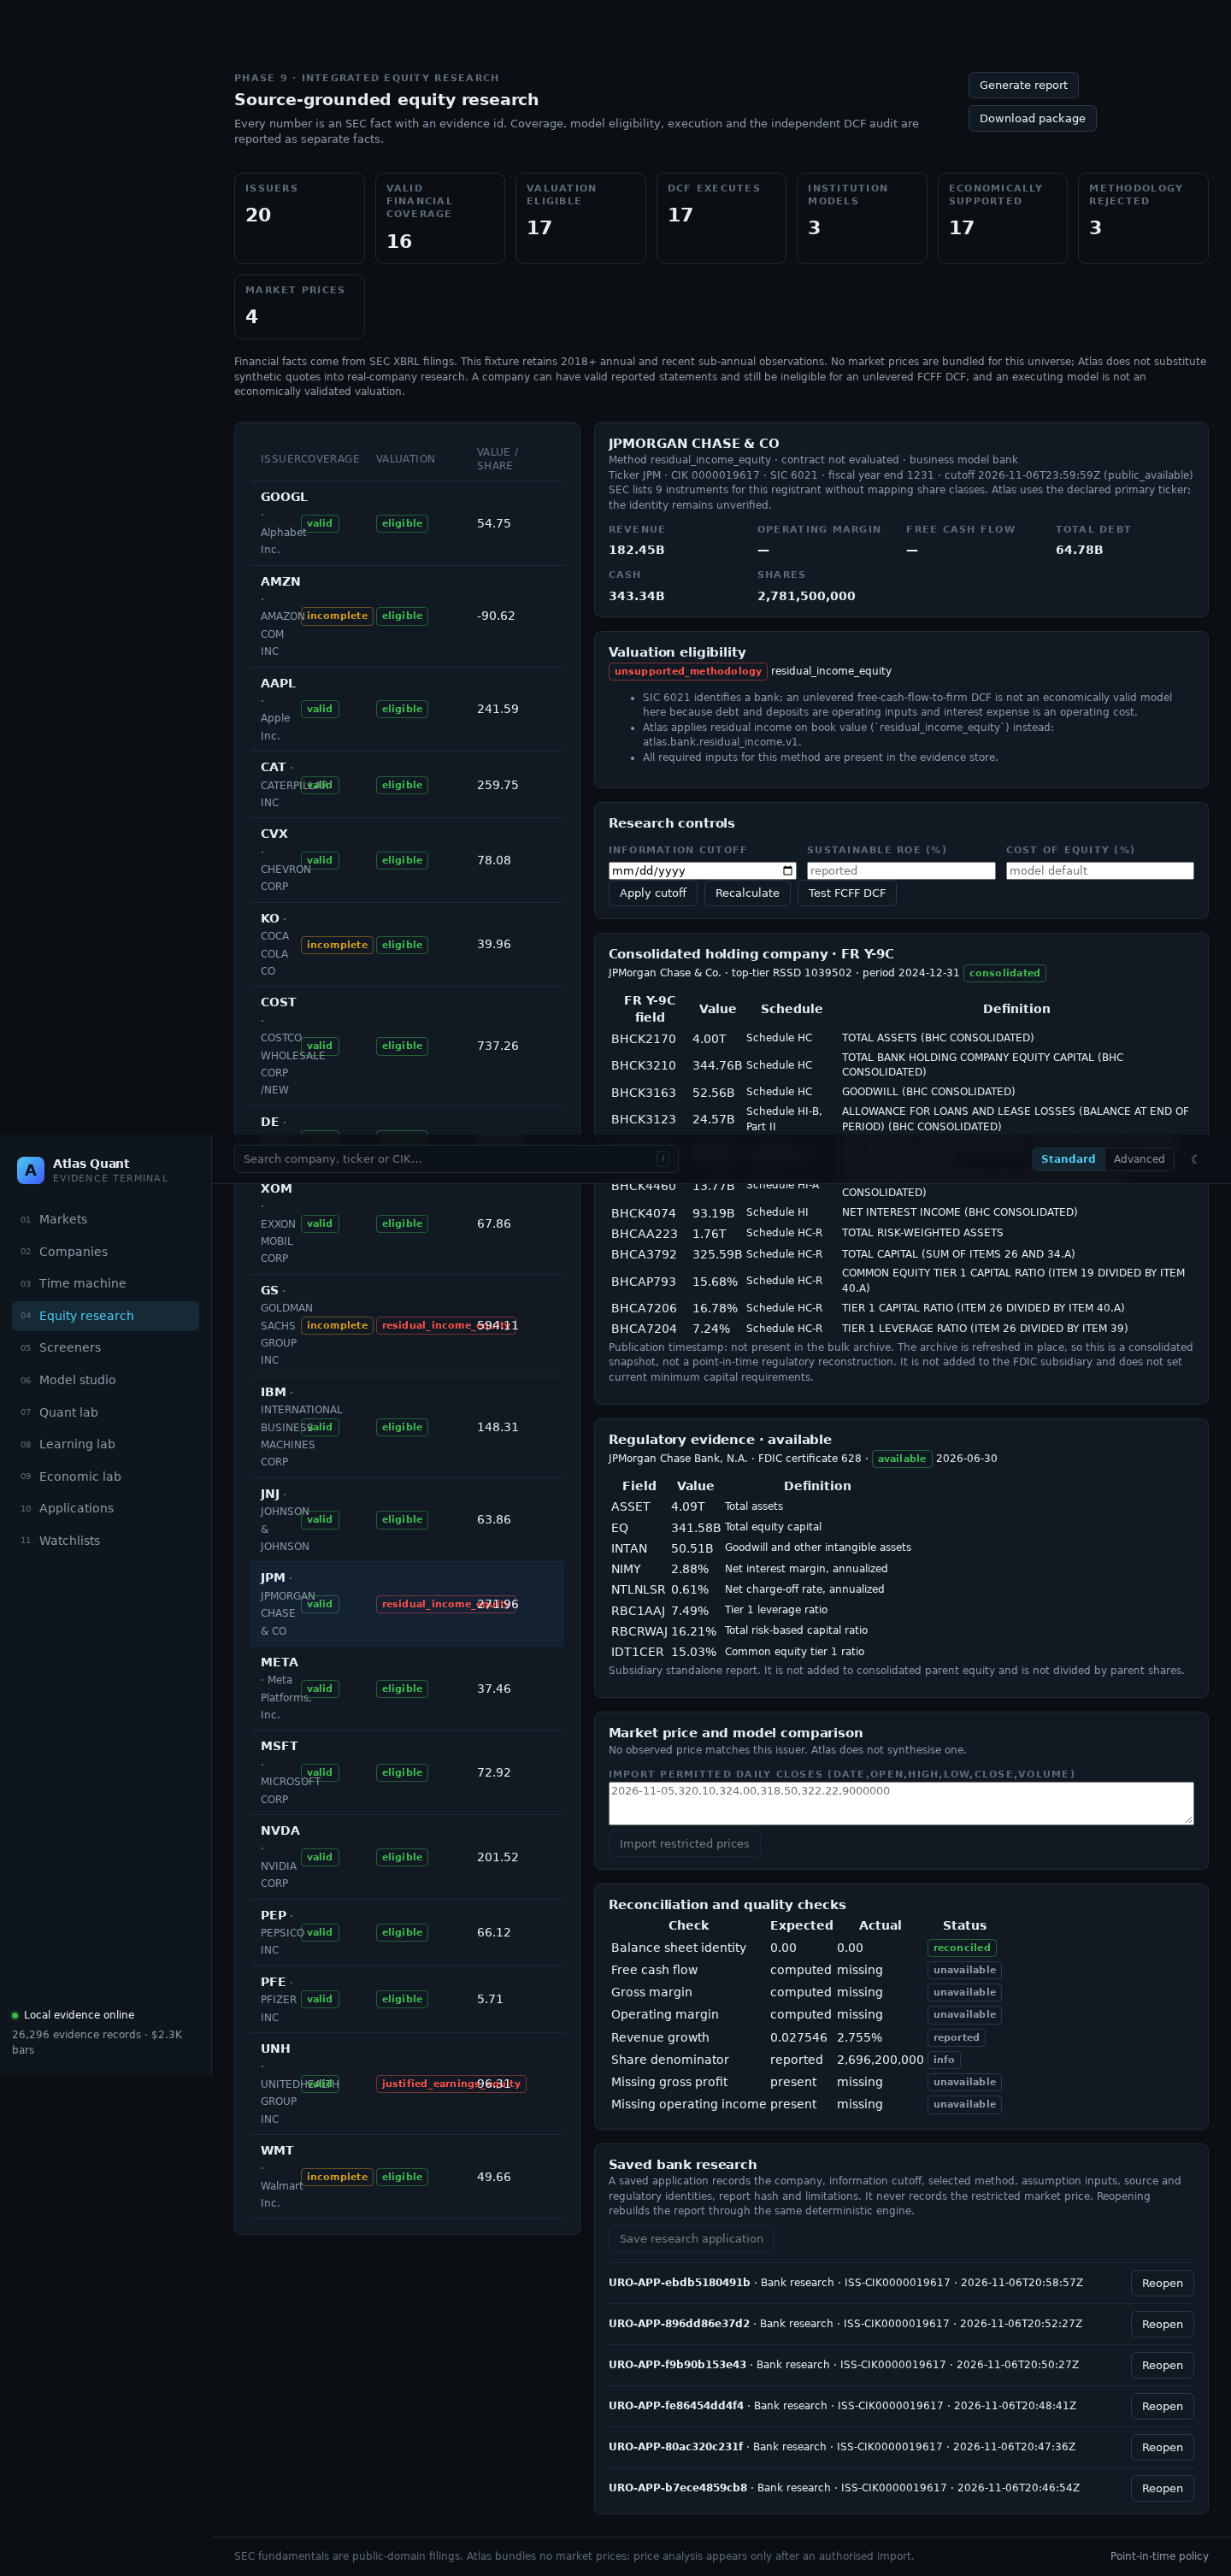 PHASE 9 · INTEGRATED EQUITY RESEARCH
Source-grounded equity research
Every number is an SEC fact with an evidence id. Coverage, model eligibility, execution and the independent DCF audit are
reported as separate facts.
Generate report
Download package
ISSUERS
20
VALID
FINANCIAL
COVERAGE
16
VALUATION
ELIGIBLE
17
DCF EXECUTES
17
INSTITUTION
MODELS
3
ECONOMICALLY
SUPPORTED
17
METHODOLOGY
REJECTED
3
MARKET PRICES
4
Financial facts come from SEC XBRL filings. This fixture retains 2018+ annual and recent sub-annual observations. No market prices are bundled for this universe; Atlas does not substitute
synthetic quotes into real-company research. A company can have valid reported statements and still be ineligible for an unlevered FCFF DCF, and an executing model is not an
economically validated valuation.
ISSUER COVERAGE VALUATION VALUE /
SHARE
GOOGL
·
Alphabet
Inc.
valid eligible 54.75
AMZN
·
AMAZON
COM
INC
incomplete eligible -90.62
AAPL
·
Apple
Inc.
valid eligible 241.59
CAT ·
CATERPILLAR
INC
valid eligible 259.75
CVX
·
CHEVRON
CORP
valid eligible 78.08
KO ·
COCA
COLA
CO
incomplete eligible 39.96
COST
·
COSTCO
WHOLESALE
CORP
/NEW
valid eligible 737.26
DE ·
XOM
·
EXXON
MOBIL
CORP
valid eligible 67.86
GS ·
GOLDMAN
SACHS
GROUP
INC
incomplete residual_income_equity 594.11
IBM ·
INTERNATIONAL
BUSINESS
MACHINES
CORP
valid eligible 148.31
JNJ ·
JOHNSON
&
JOHNSON
valid eligible 63.86
JPM ·
JPMORGAN
CHASE
& CO
valid residual_income_equity 271.96
META
· Meta
Platforms,
Inc.
valid eligible 37.46
MSFT
·
MICROSOFT
CORP
valid eligible 72.92
NVDA
·
NVIDIA
CORP
valid eligible 201.52
PEP ·
PEPSICO
INC
valid eligible 66.12
PFE ·
PFIZER
INC
valid eligible 5.71
UNH
·
UNITEDHEALTH
GROUP
INC
valid justified_earnings_equity 96.31
WMT
·
Walmart
Inc.
incomplete eligible 49.66
JPMORGAN CHASE & CO
Method residual_income_equity · contract not evaluated · business model bank
Ticker JPM · CIK 0000019617 · SIC 6021 · fiscal year end 1231 · cutoff 2026-11-06T23:59:59Z (public_available)
SEC lists 9 instruments for this registrant without mapping share classes. Atlas uses the declared primary ticker;
the identity remains unverified.
REVENUE OPERATING MARGIN FREE CASH FLOW TOTAL DEBT
182.45B — — 64.78B
CASH SHARES
343.34B 2,781,500,000
Valuation eligibility
unsupported_methodology residual_income_equity
• SIC 6021 identifies a bank; an unlevered free-cash-flow-to-firm DCF is not an economically valid model
here because debt and deposits are operating inputs and interest expense is an operating cost.
• Atlas applies residual income on book value (`residual_income_equity`) instead:
atlas.bank.residual_income.v1.
• All required inputs for this method are present in the evidence store.
Research controls
INFORMATION CUTOFF SUSTAINABLE ROE (%) COST OF EQUITY (%)
mm/dd/yyyy reported model default
Apply cutoff Recalculate Test FCFF DCF
Consolidated holding company · FR Y-9C
JPMorgan Chase & Co. · top-tier RSSD 1039502 · period 2024-12-31 consolidated
FR Y-9C
field Value Schedule Definition
BHCK2170 4.00T Schedule HC TOTAL ASSETS (BHC CONSOLIDATED)
BHCK3210 344.76B Schedule HC TOTAL BANK HOLDING COMPANY EQUITY CAPITAL (BHC
CONSOLIDATED)
BHCK3163 52.56B Schedule HC GOODWILL (BHC CONSOLIDATED)
BHCK3123 24.57B Schedule HI-B,
Part II ALLOWANCE FOR LOANS AND LEASE LOSSES (BALANCE AT END OF
PERIOD) (BHC CONSOLIDATED)
BHCK4460 13.77B Schedule HI-A CONSOLIDATED)
BHCK4074 93.19B Schedule HI NET INTEREST INCOME (BHC CONSOLIDATED)
BHCAA223 1.76T Schedule HC-R TOTAL RISK-WEIGHTED ASSETS
BHCA3792 325.59B Schedule HC-R TOTAL CAPITAL (SUM OF ITEMS 26 AND 34.A)
BHCAP793 15.68% Schedule HC-R COMMON EQUITY TIER 1 CAPITAL RATIO (ITEM 19 DIVIDED BY ITEM
40.A)
BHCA7206 16.78% Schedule HC-R TIER 1 CAPITAL RATIO (ITEM 26 DIVIDED BY ITEM 40.A)
BHCA7204 7.24% Schedule HC-R TIER 1 LEVERAGE RATIO (ITEM 26 DIVIDED BY ITEM 39)
Publication timestamp: not present in the bulk archive. The archive is refreshed in place, so this is a consolidated
snapshot, not a point-in-time regulatory reconstruction. It is not added to the FDIC subsidiary and does not set
current minimum capital requirements.
Regulatory evidence · available
JPMorgan Chase Bank, N.A. · FDIC certificate 628 · available 2026-06-30
Field Value Definition
ASSET 4.09T Total assets
EQ 341.58B Total equity capital
INTAN 50.51B Goodwill and other intangible assets
NIMY 2.88% Net interest margin, annualized
NTLNLSR 0.61% Net charge-off rate, annualized
RBC1AAJ 7.49% Tier 1 leverage ratio
RBCRWAJ 16.21% Total risk-based capital ratio
IDT1CER 15.03% Common equity tier 1 ratio
Subsidiary standalone report. It is not added to consolidated parent equity and is not divided by parent shares.
Market price and model comparison
No observed price matches this issuer. Atlas does not synthesise one.
IMPORT PERMITTED DAILY CLOSES (DATE,OPEN,HIGH,LOW,CLOSE,VOLUME)
2026-11-05,320.10,324.00,318.50,322.22,9000000
Import restricted prices
Reconciliation and quality checks
Check Expected Actual Status
Balance sheet identity 0.00 0.00 reconciled
Free cash flow computed missing unavailable
Gross margin computed missing unavailable
Operating margin computed missing unavailable
Revenue growth 0.027546 2.755% reported
Share denominator reported 2,696,200,000 info
Missing gross profit present missing unavailable
Missing operating income present missing unavailable
Saved bank research
A saved application records the company, information cutoff, selected method, assumption inputs, source and
regulatory identities, report hash and limitations. It never records the restricted market price. Reopening
rebuilds the report through the same deterministic engine.
Save research application
URO-APP-ebdb5180491b · Bank research · ISS-CIK0000019617 · 2026-11-06T20:58:57Z Reopen
URO-APP-896dd86e37d2 · Bank research · ISS-CIK0000019617 · 2026-11-06T20:52:27Z Reopen
URO-APP-f9b90b153e43 · Bank research · ISS-CIK0000019617 · 2026-11-06T20:50:27Z Reopen
URO-APP-fe86454dd4f4 · Bank research · ISS-CIK0000019617 · 2026-11-06T20:48:41Z Reopen
URO-APP-80ac320c231f · Bank research · ISS-CIK0000019617 · 2026-11-06T20:47:36Z Reopen
URO-APP-b7ece4859cb8 · Bank research · ISS-CIK0000019617 · 2026-11-06T20:46:54Z Reopen
A
Atlas Quant
EVIDENCE TERMINAL
Search company, ticker or CIK…
/
Standard Advanced
01 Markets
02 Companies
03 Time machine
04 Equity research
05 Screeners
06 Model studio
07 Quant lab
08 Learning lab
09 Economic lab
10 Applications
11 Watchlists
Local evidence online
26,296 evidence records · $2.3K
bars
SEC fundamentals are public-domain filings. Atlas bundles no market prices; price analysis appears only after an authorised import.
Point-in-time policy